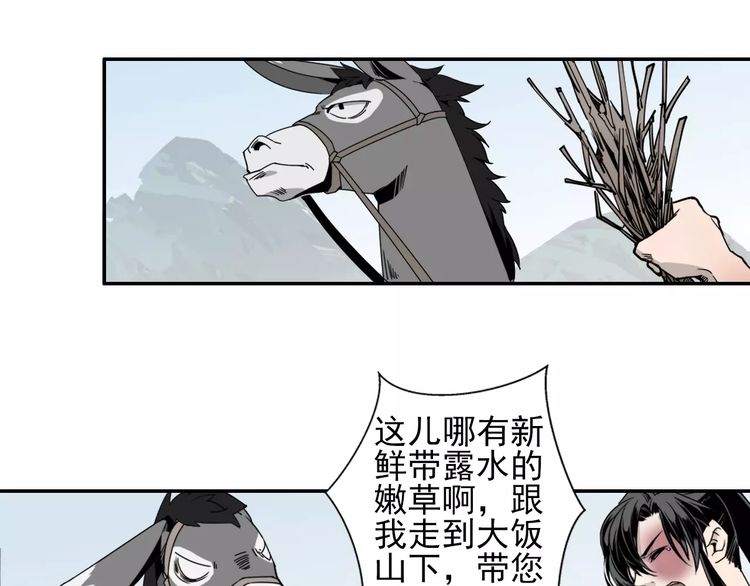 这儿哪有新
鲜带露水的
嫩草啊，跟
我走到大饭
山下，带您